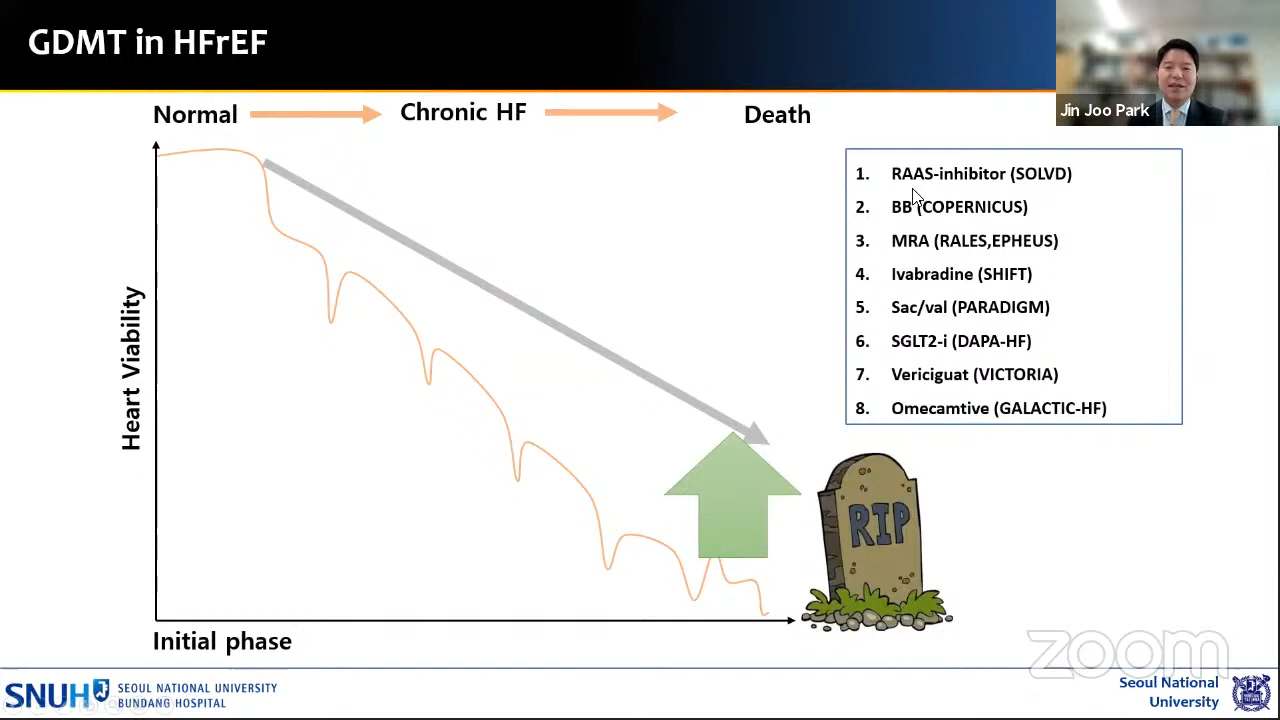 GDMT in HFrEF
Jin Joo Park
Normal
Chronic HF
Death
1. RAAS-inhibitor (SOLVD)
2. BB (COPERNICUS)
3. MRA (RALES,EPHEUS)
4. Ivabradine (SHIFT)
5. Sac/val (PARADIGM)
6. SGLT2-i (DAPA-HF)
7. Vericiguat (VICTORIA)
8. Omecamtive (GALACTIC-HF)
Heart Viability
RIP
Initial phase
zoom
SNUH
SEOUL NATIONAL UNIVERSITY
BUNDANG HOSPITAL
Seoul National
University